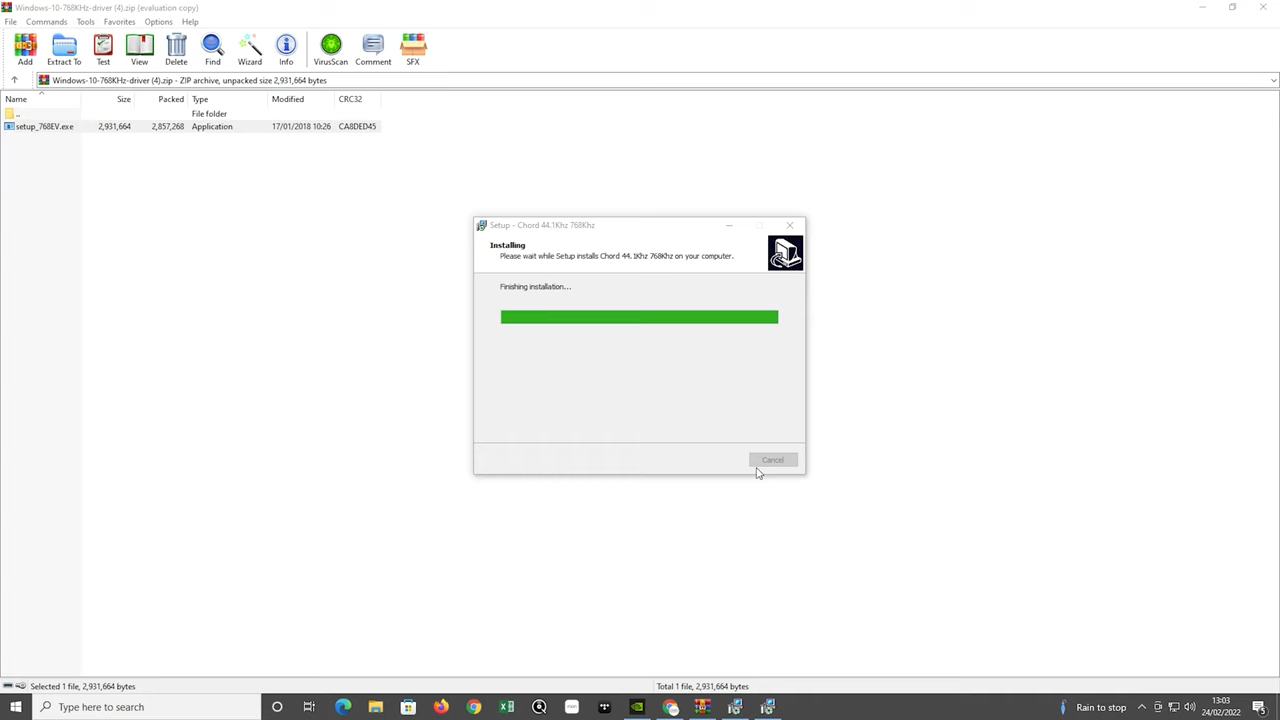 Windows-10-768KHz-driver (4).zip (evaluation copy)
File Commands Tools Favorites Options Help
Add Extract To Test View Delete Find Wizard Info VirusScan Comment SFX
Windows-10-768KHz-driver (4).zip - ZIP archive, unpacked size 2,931,664 bytes
Name Size Packed Type Modified CRC32
.. File folder
setup_768EV.exe 2,931,664 2,857,268 Application 17/01/2018 10:26 CA8DED45
Setup - Chord 44.1Khz 768Khz
Installing
Please wait while Setup installs Chord 44.1Khz 768Khz on your computer.
Finishing installation...
Cancel
Selected 1 file, 2,931,664 bytes Total 1 file, 2,931,664 bytes
Type here to search Rain to stop 13:03
24/02/2022